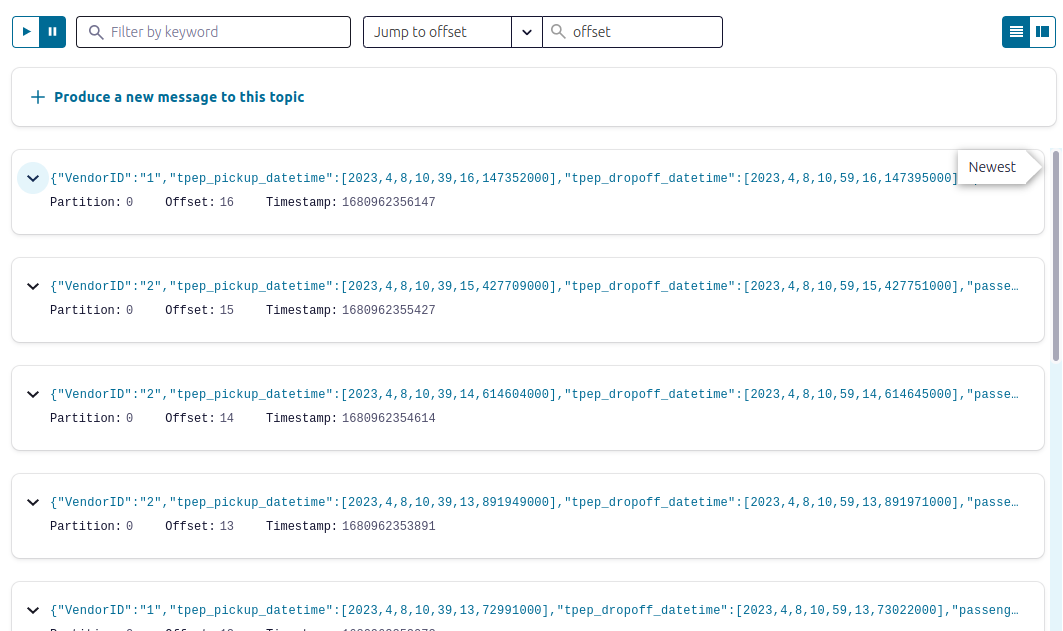 Filter by keyword
Jump to offset
offset
Produce a new message to this topic
Newest
{"VendorID":"1","tpep_pickup_datetime":[2023,4,8,10,39,16,147352000],"tpep_dropoff_datetime":[2023,4,8,10,59,16,147395000]
Partition: 0 Offset: 16 Timestamp: 1680962356147
{"VendorID":"2","tpep_pickup_datetime":[2023,4,8,10,39,15,427709000],"tpep_dropoff_datetime":[2023,4,8,10,59,15,427751000],"passe…
Partition: 0 Offset: 15 Timestamp: 1680962355427
{"VendorID":"2","tpep_pickup_datetime":[2023,4,8,10,39,14,614604000],"tpep_dropoff_datetime":[2023,4,8,10,59,14,614645000],"passe…
Partition: 0 Offset: 14 Timestamp: 1680962354614
{"VendorID":"2","tpep_pickup_datetime":[2023,4,8,10,39,13,891949000],"tpep_dropoff_datetime":[2023,4,8,10,59,13,891971000],"passe…
Partition: 0 Offset: 13 Timestamp: 1680962353891
{"VendorID":"1","tpep_pickup_datetime":[2023,4,8,10,39,13,72991000],"tpep_dropoff_datetime":[2023,4,8,10,59,13,73022000],"passeng…